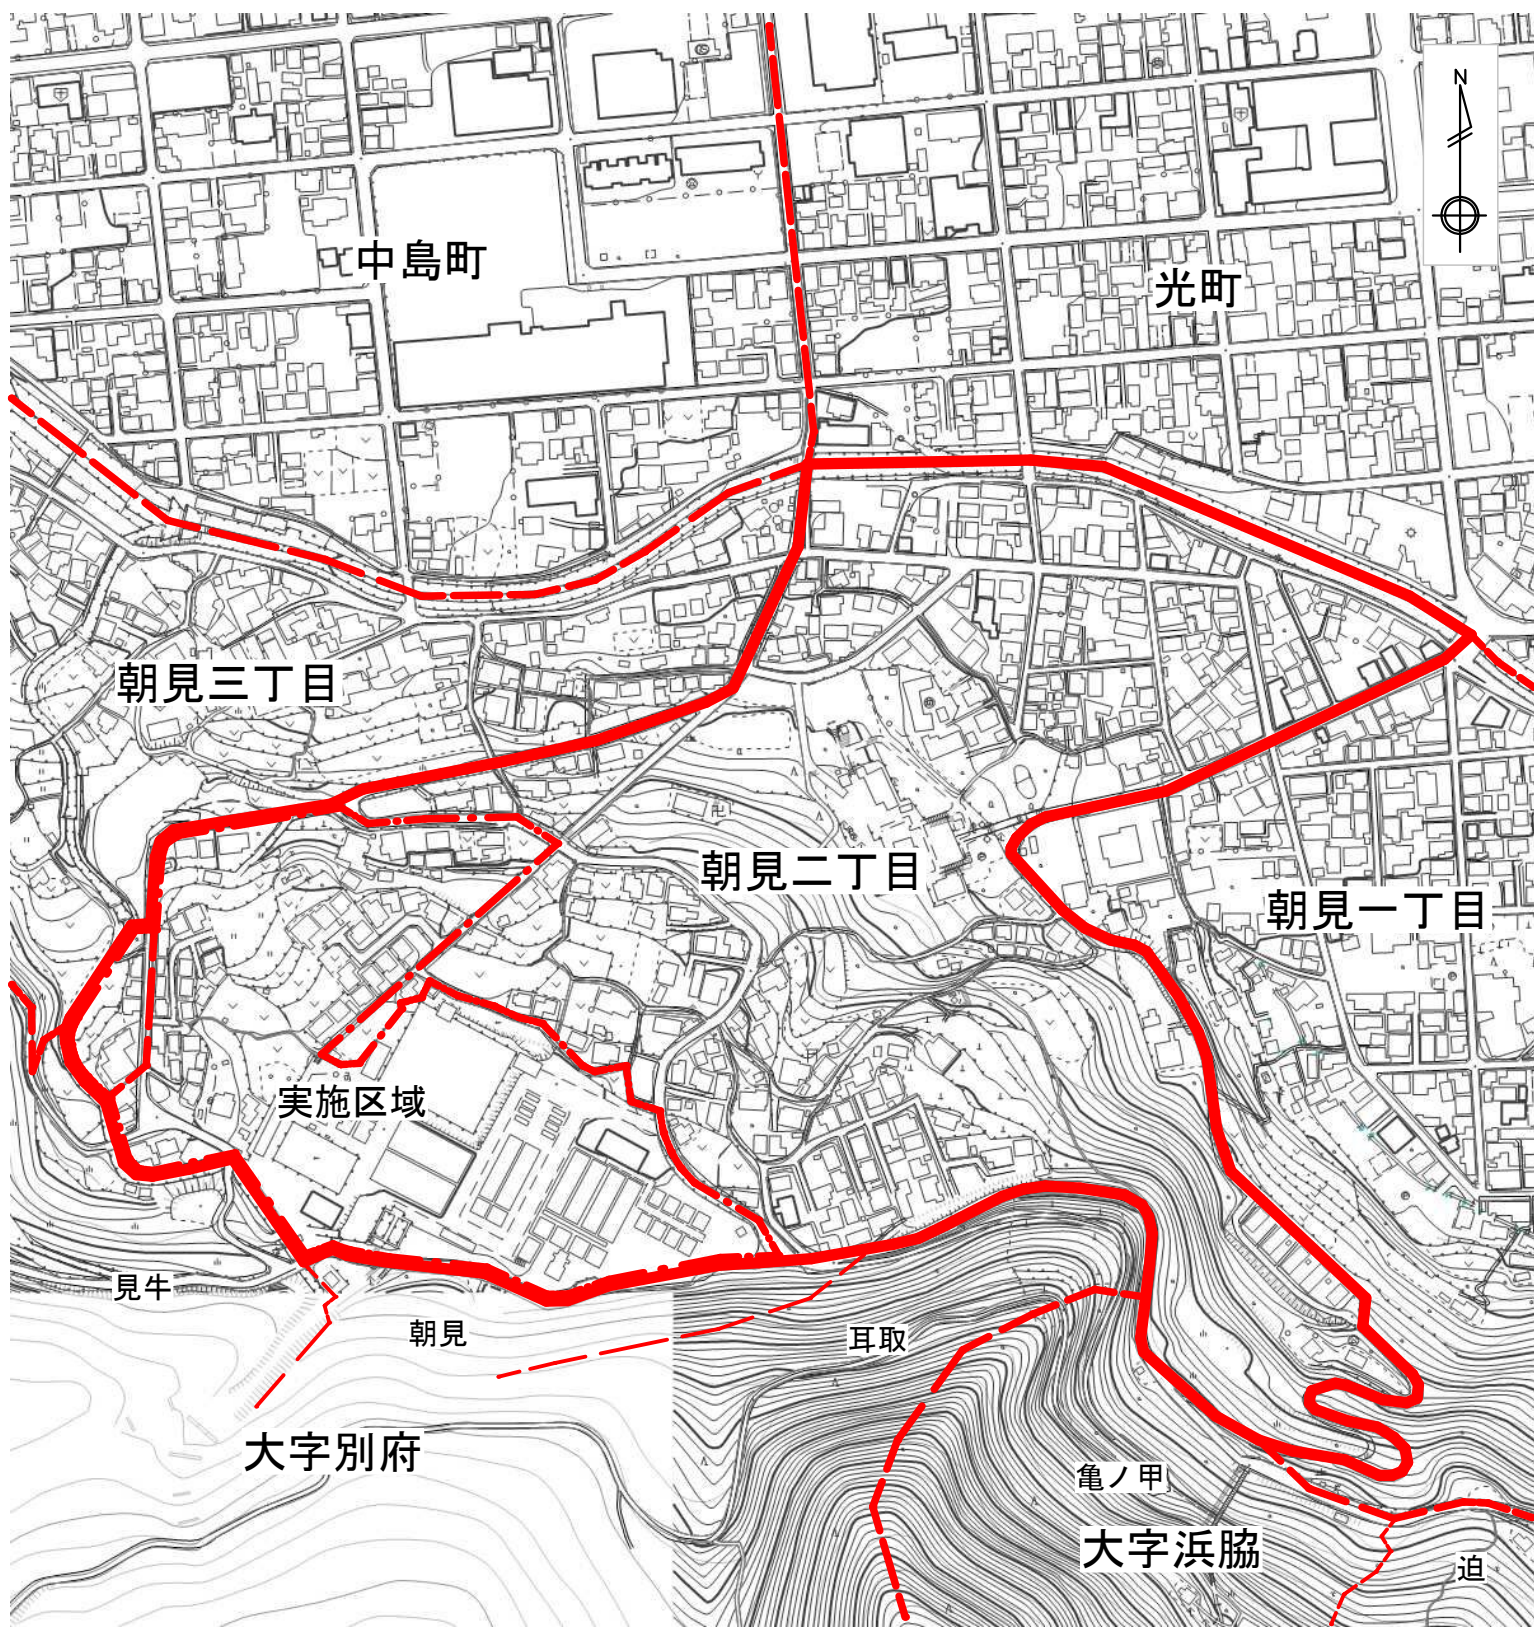 N
中島町
光町
朝見三丁目
朝見二丁目
朝見一丁目
実施区域
見牛
朝見
耳取
大字別府
亀ノ甲
大字浜脇
迫